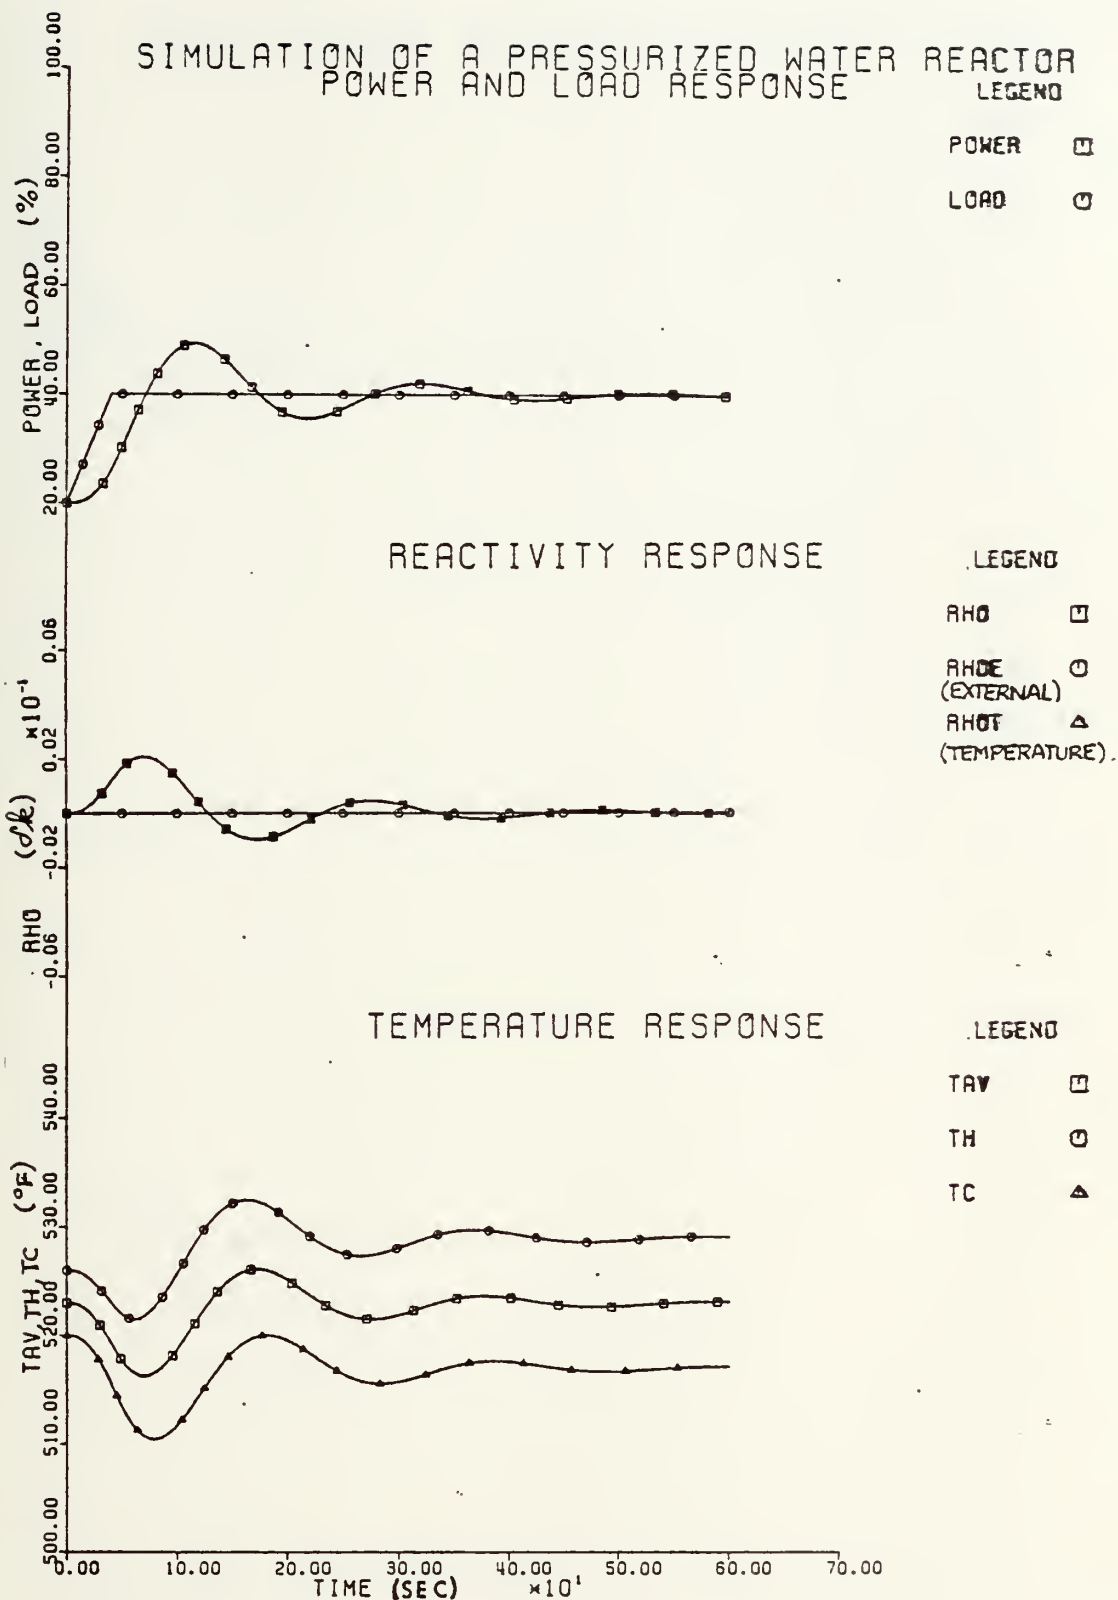 SIMULATION OF A PRESSURIZED WATER REACTOR
POWER AND LOAD RESPONSE
LEGEND
POWER
LOAD
100.00
80.00
60.00
40.00
20.00
POWER, LOAD (%)
REACTIVITY RESPONSE
LEGEND
RHO
RHOE
(EXTERNAL)
RHOT
(TEMPERATURE).
0.06
0.02
-0.02
-0.06
RHO (δk) ×10⁻¹
TEMPERATURE RESPONSE
LEGEND
TAV
TH
TC
540.00
530.00
520.00
510.00
500.00
TAV,TH,TC (°F)
0.00 10.00 20.00 30.00 40.00 50.00 60.00 70.00
TIME (SEC) ×10¹